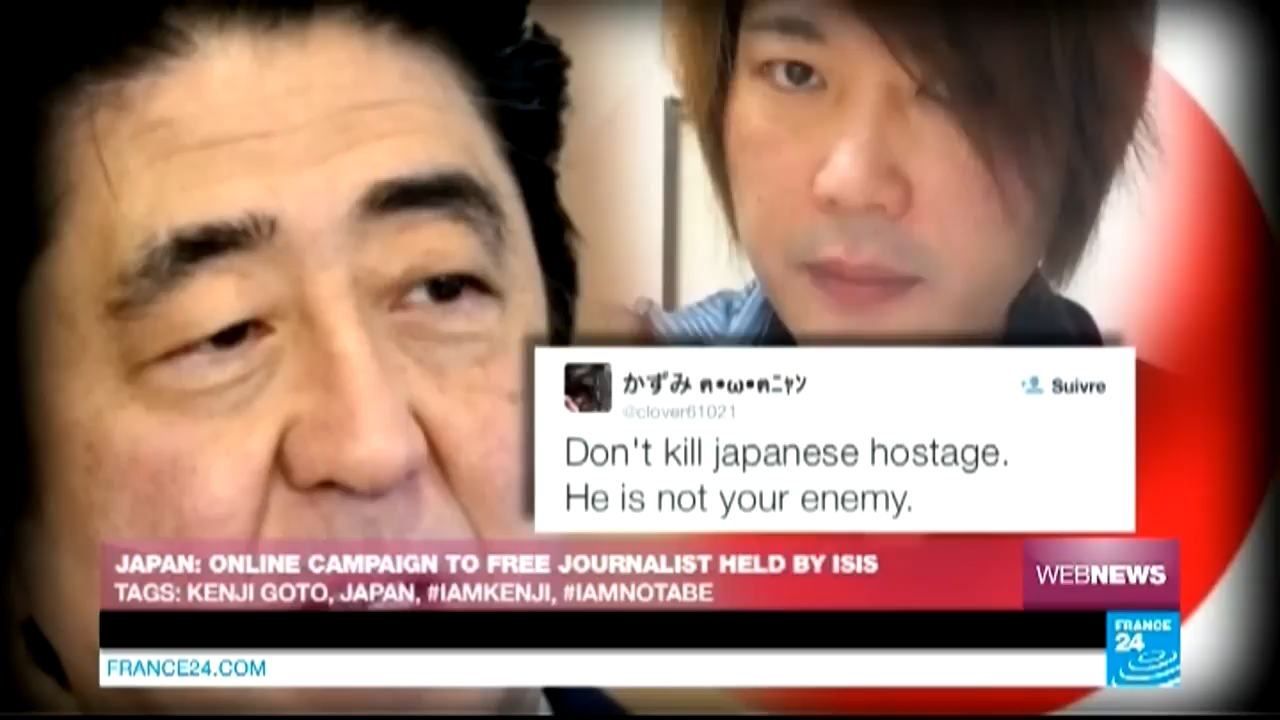 かずみ ฅ•ω•ฅﾆｬﾝ
Suivre
@clover61021
Don't kill japanese hostage.
He is not your enemy.
JAPAN: ONLINE CAMPAIGN TO FREE JOURNALIST HELD BY ISIS
TAGS: KENJI GOTO, JAPAN, #IAMKENJI, #IAMNOTABE
WEBNEWS
FRANCE
24
FRANCE24.COM